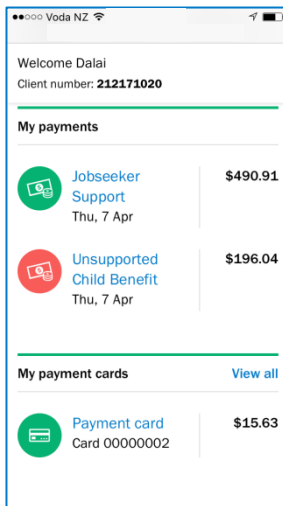 Voda NZ
Welcome Dalai
Client number: 212171020
My payments
Jobseeker Support
$490.91
Thu, 7 Apr
Unsupported Child Benefit
$196.04
Thu, 7 Apr
My payment cards
View all
Payment card
$15.63
Card 00000002